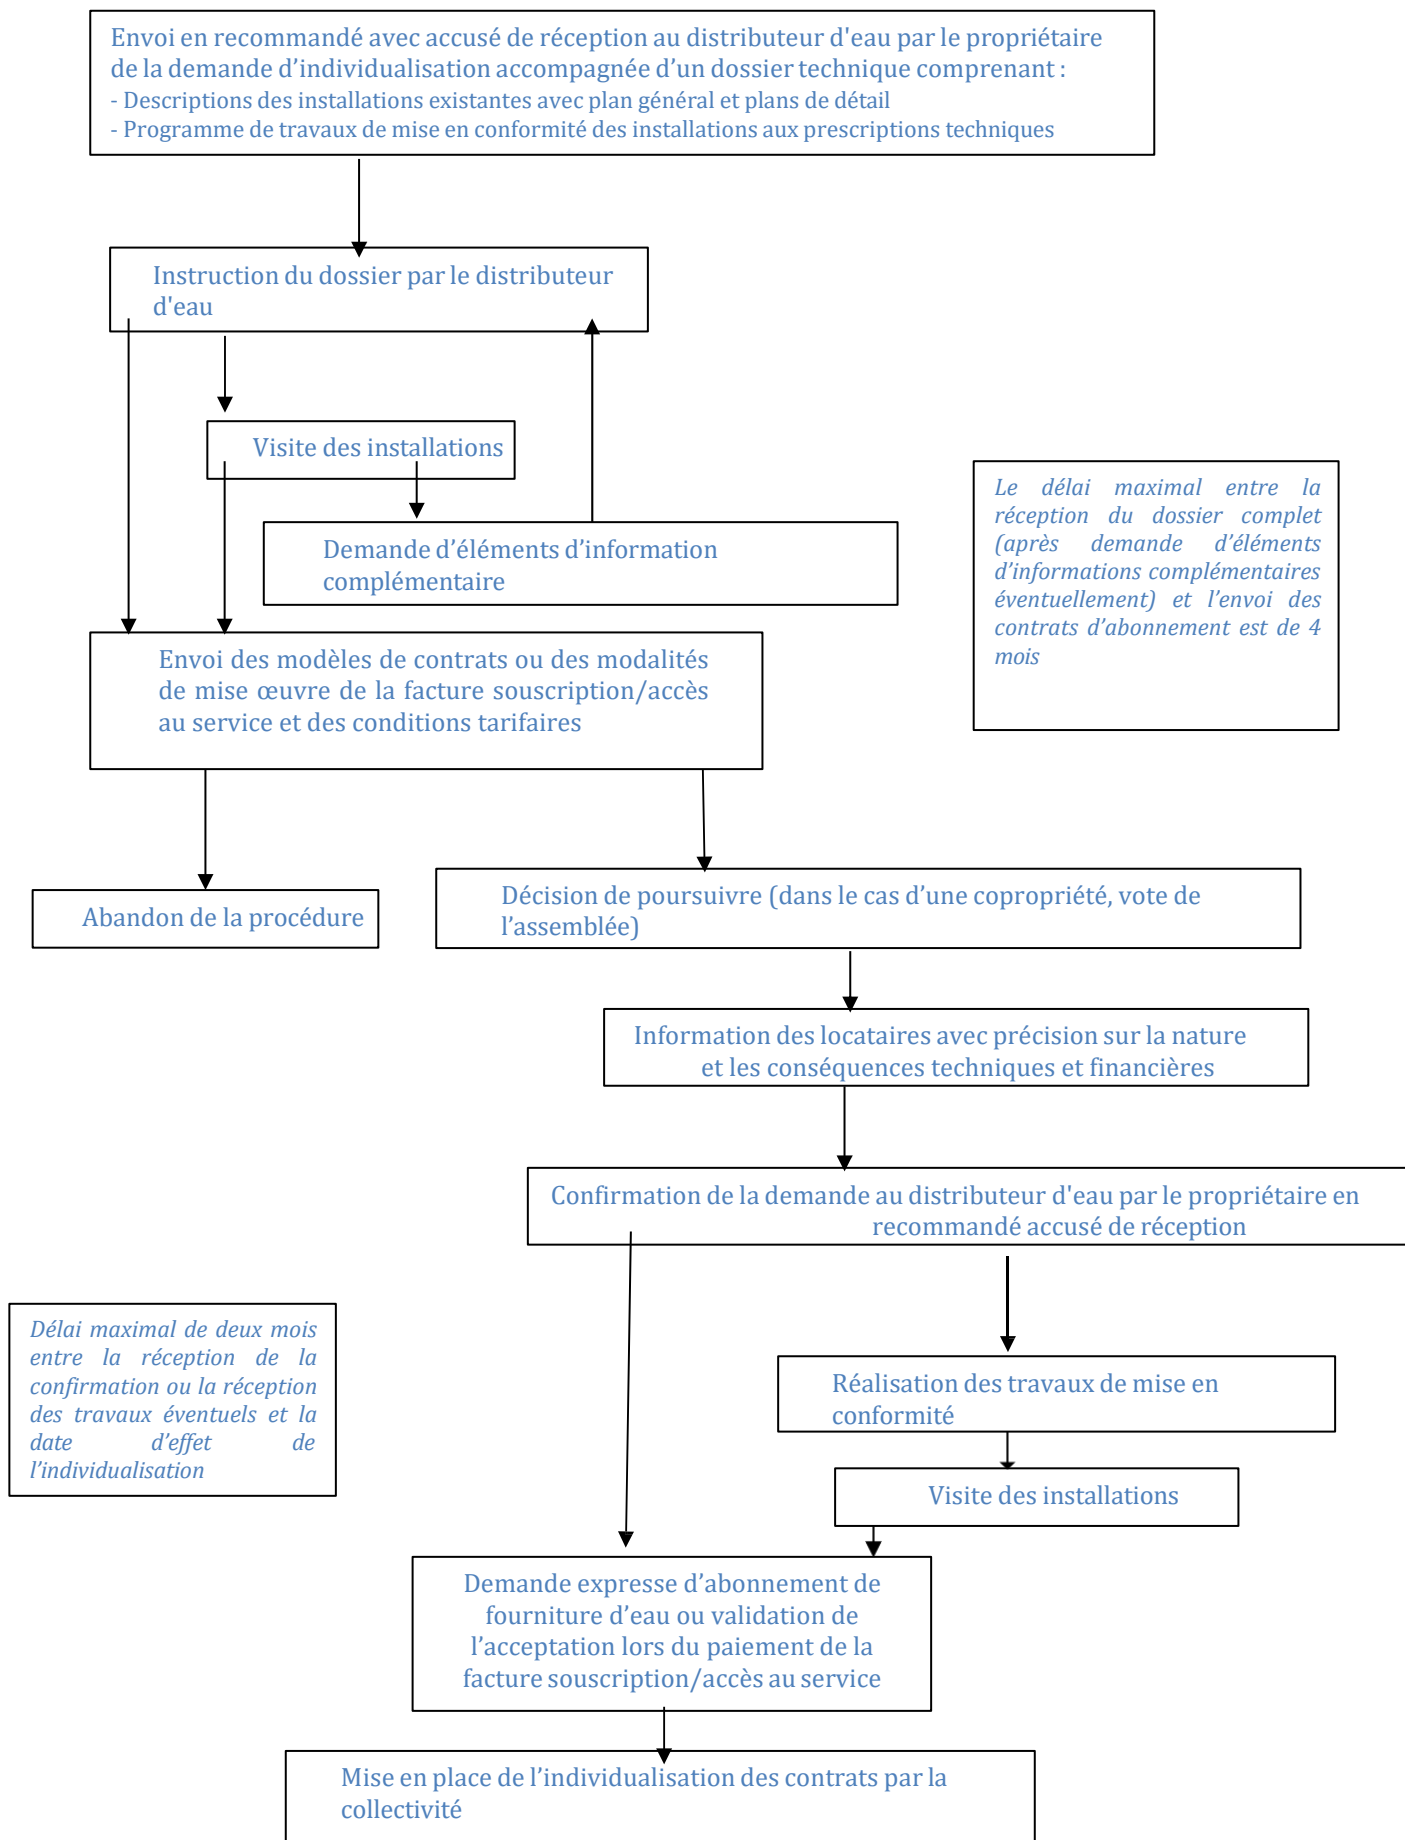 Envoi en recommandé avec accusé de réception au distributeur d'eau par le propriétaire
de la demande d’individualisation accompagnée d’un dossier technique comprenant :
- Descriptions des installations existantes avec plan général et plans de détail
- Programme de travaux de mise en conformité des installations aux prescriptions techniques
Instruction du dossier par le distributeur
d'eau
Visite des installations
Demande d’éléments d’information
complémentaire
Le délai maximal entre la
réception du dossier complet
(après demande d’éléments
d’informations complémentaires
éventuellement) et l’envoi des
contrats d’abonnement est de 4
mois
Envoi des modèles de contrats ou des modalités
de mise œuvre de la facture souscription/accès
au service et des conditions tarifaires
Abandon de la procédure
Décision de poursuivre (dans le cas d’une copropriété, vote de
l’assemblée)
Information des locataires avec précision sur la nature
et les conséquences techniques et financières
Confirmation de la demande au distributeur d'eau par le propriétaire en
recommandé accusé de réception
Délai maximal de deux mois
entre la réception de la
confirmation ou la réception
des travaux éventuels et la
date d’effet de
l’individualisation
Réalisation des travaux de mise en
conformité
Visite des installations
Demande expresse d’abonnement de
fourniture d’eau ou validation de
l’acceptation lors du paiement de la
facture souscription/accès au service
Mise en place de l’individualisation des contrats par la
collectivité